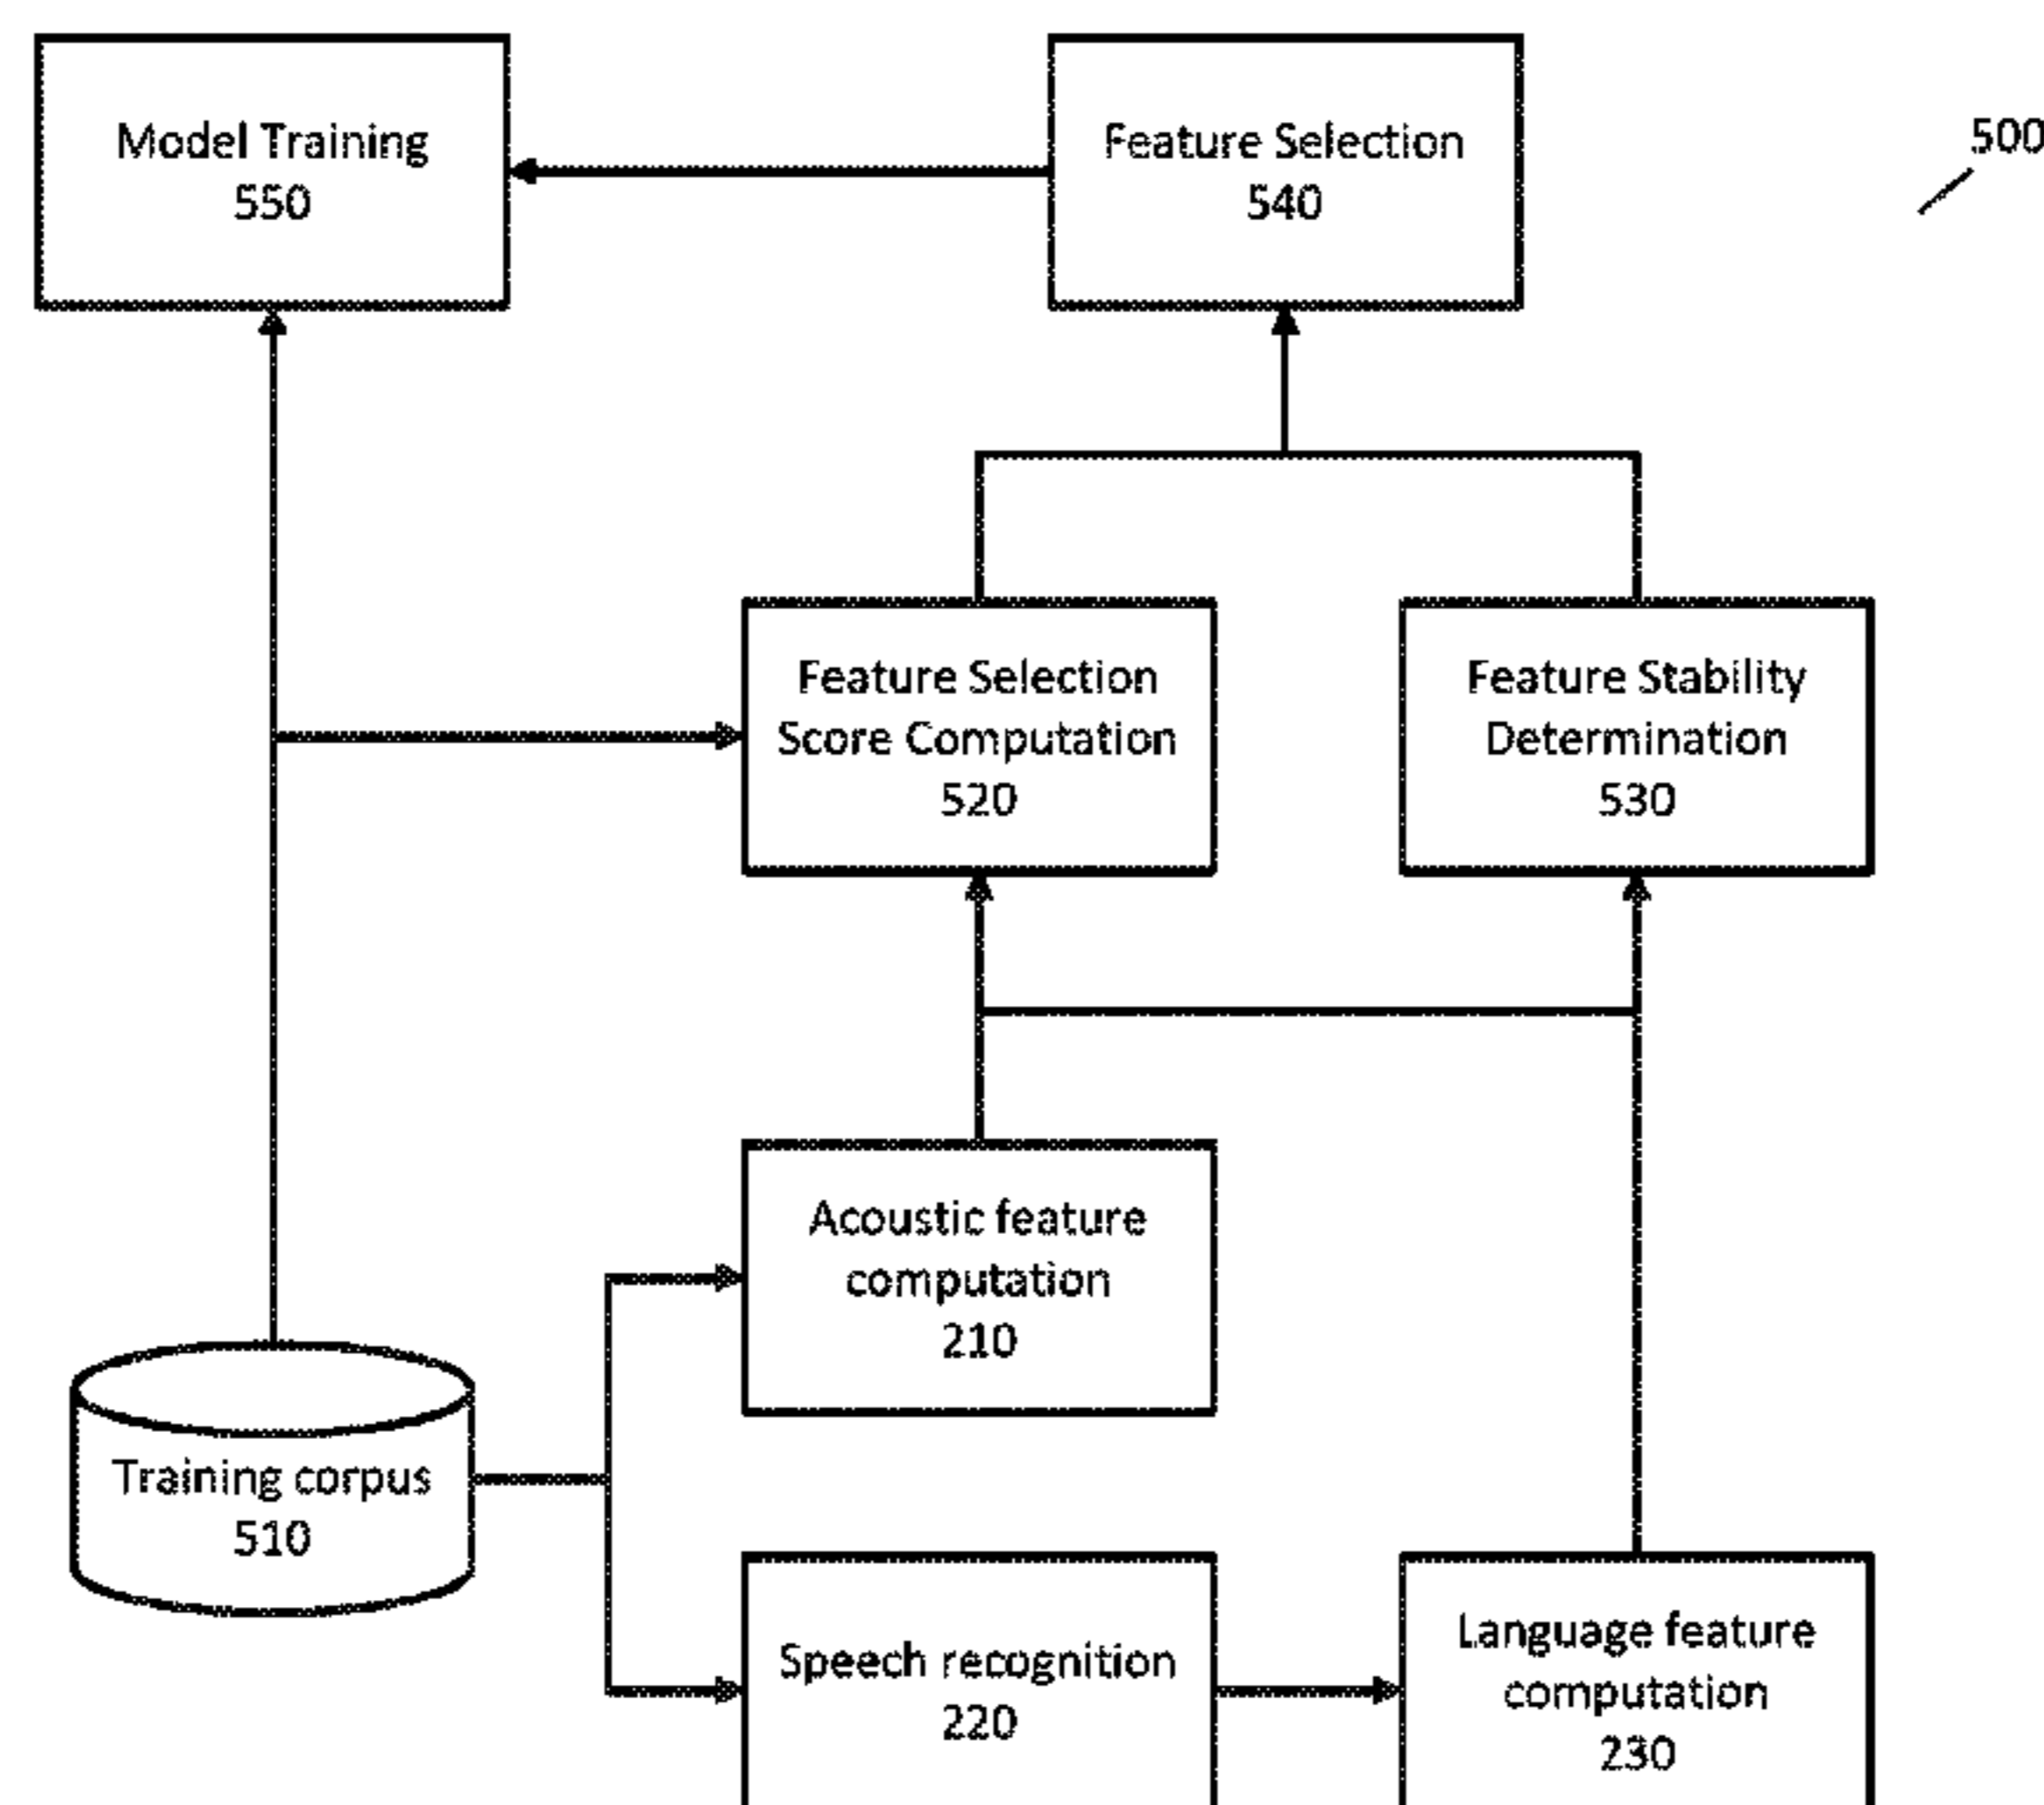 Model Training
550
Feature Selection
540
500
Feature Selection
Score Computation
520
Feature Stability
Determination
530
Acoustic feature
computation
210
Training corpus
510
Speech recognition
220
Language feature
computation
230